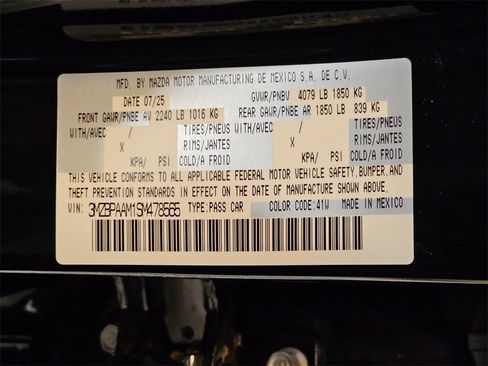 MFD. BY MAZDA MOTOR MANUFACTURING DE MEXICO S.A. DE C.V.
DATE 07/25 GVWR/PNBV 4079 LB 1850 KG
FRONT GAWR/PNBE AV 2240 LB 1016 KG REAR GAWR/PNBE AR 1850 LB 839 KG
WITH/AVEC / TIRES/PNEUS WITH/AVEC / TIRES/PNEUS
X RIMS/JANTES X RIMS/JANTES
KPA/ PSI COLD/A FROID KPA/ PSI COLD/A FROID
THIS VEHICLE CONFORMS TO ALL APPLICABLE FEDERAL MOTOR VEHICLE SAFETY,BUMPER,AND
THEFT PREVENTION STANDARDS IN EFFECT ON THE DATE OF MANUFACTURE SHOWN ABOVE.
VIN: 3MZBPAAM1SM478565 TYPE:PASS CAR COLOR CODE:41W MADE IN MEXICO